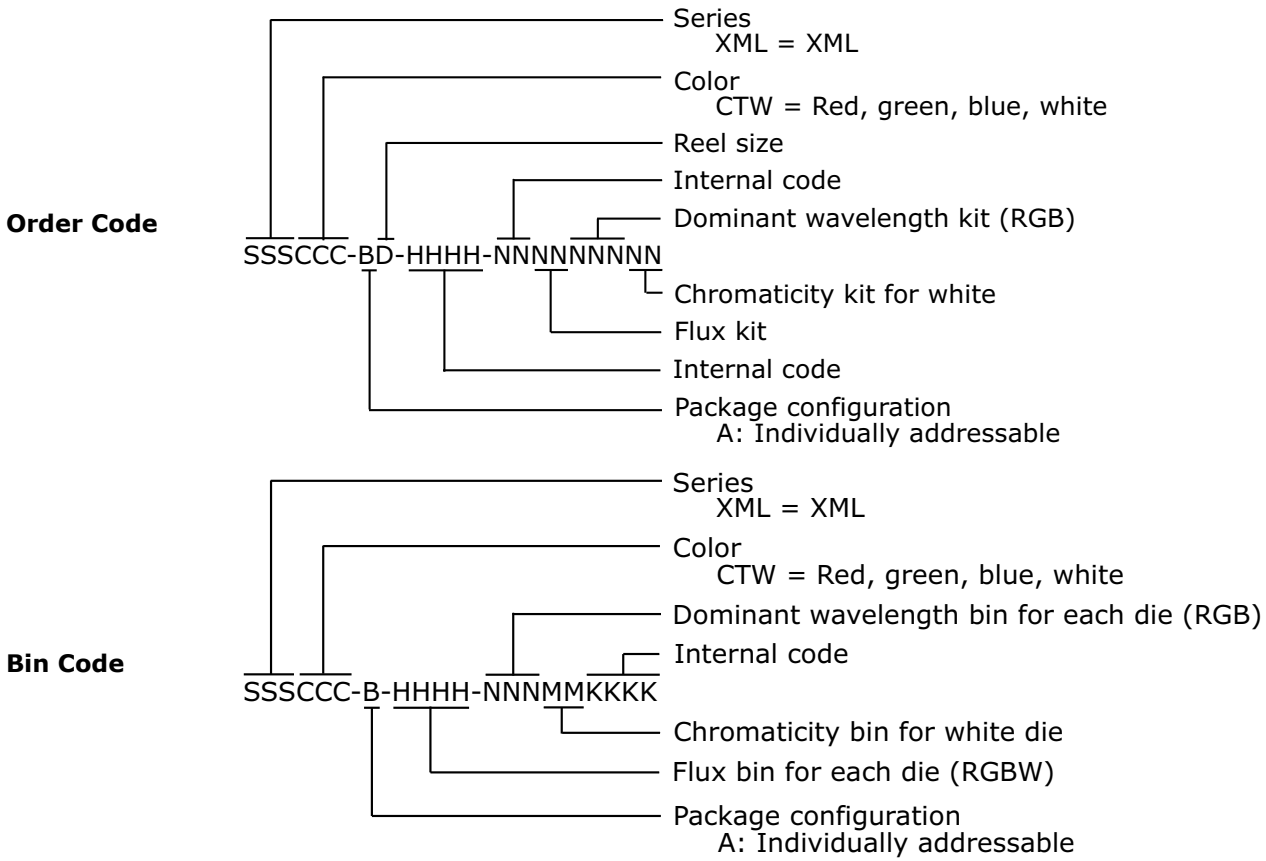 Series
XML = XML
Color
CTW = Red, green, blue, white
Reel size
Internal code
Dominant wavelength kit (RGB)
Order Code
SSSCCC-BD-HHHH-NNNNNNNNN
Chromaticity kit for white
Flux kit
Internal code
Package configuration
A: Individually addressable
Series
XML = XML
Color
CTW = Red, green, blue, white
Dominant wavelength bin for each die (RGB)
Internal code
Bin Code
SSSCCC-B-HHHH-NNNMMKKKK
Chromaticity bin for white die
Flux bin for each die (RGBW)
Package configuration
A: Individually addressable